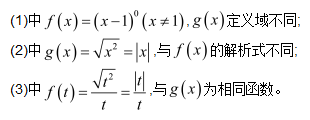 (1)中 f(x)=(x−1)⁰(x≠1), g(x)定义域不同;
(2)中 g(x)=√x²=|x|,与 f(x)的解析式不同;
(3)中 f(t)=√t²/t=|t|/t,与g(x)为相同函数。